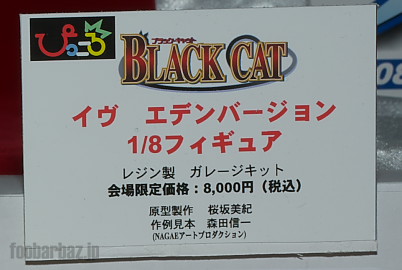 ぴぇころ
ブラック・キャット
BLACK CAT
イヴ　エデンバージョン
1/8フィギュア
レジン製　ガレージキット
会場限定価格：8,000円（税込）
原型製作　桜坂美紀
作例見本　森田信一
(NAGAEアートプロダクション)
foobarbaz.in